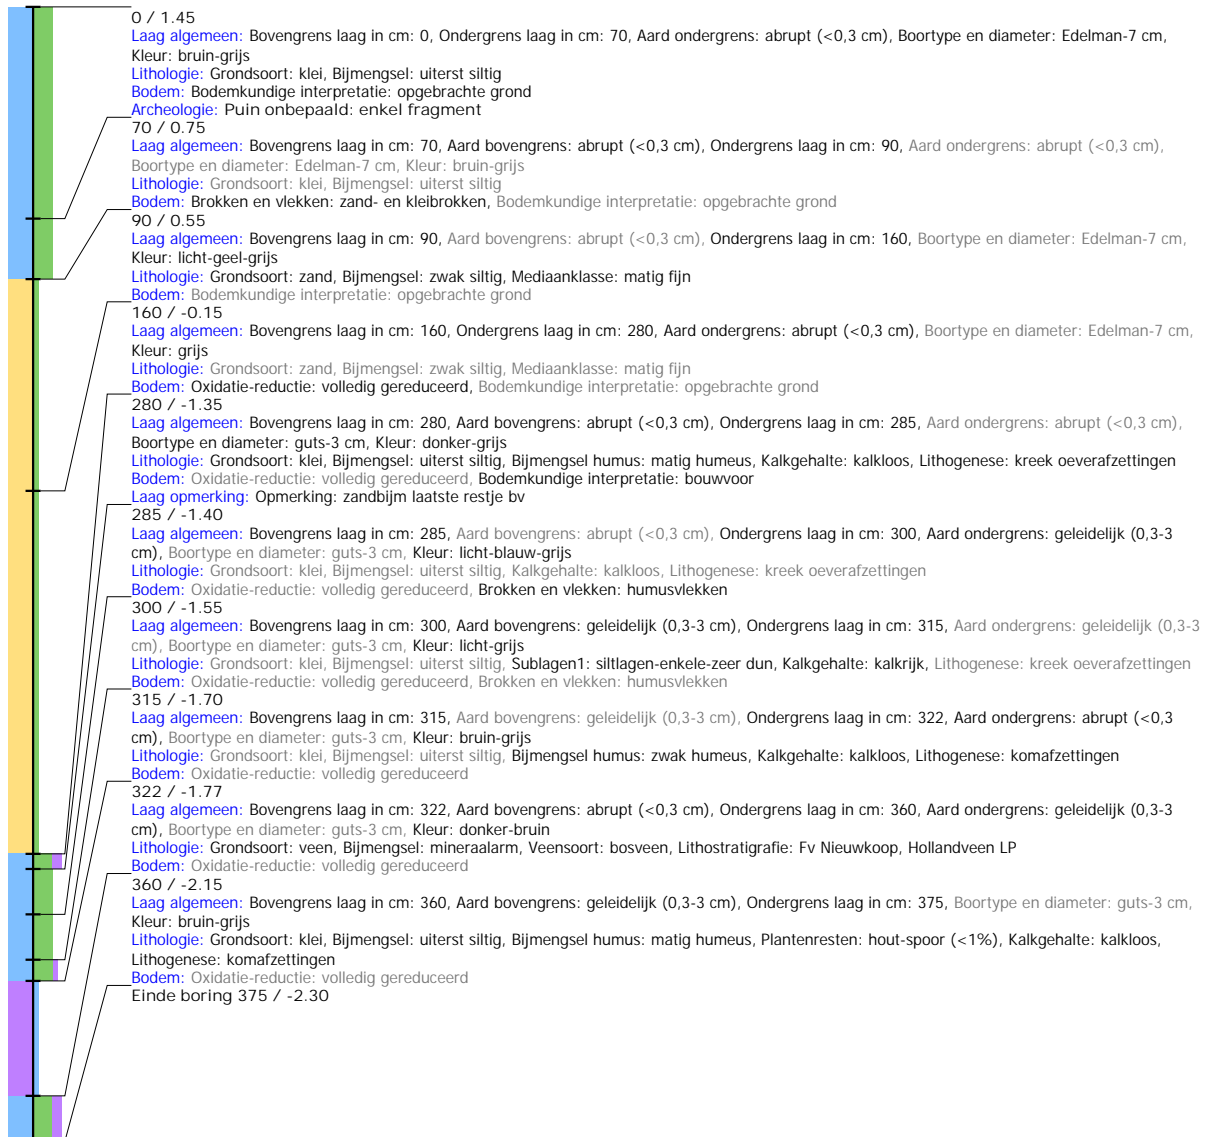 0 / 1.45
Laag algemeen: Bovengrens laag in cm: 0, Ondergrens laag in cm: 70, Aard ondergrens: abrupt (<0,3 cm), Boortype en diameter: Edelman-7 cm,
Kleur: bruin-grijs
Lithologie: Grondsoort: klei, Bijmengsel: uiterst siltig
Bodem: Bodemkundige interpretatie: opgebrachte grond
Archeologie: Puin onbepaald: enkel fragment
70 / 0.75
Laag algemeen: Bovengrens laag in cm: 70, Aard bovengrens: abrupt (<0,3 cm), Ondergrens laag in cm: 90, Aard ondergrens: abrupt (<0,3 cm),
Boortype en diameter: Edelman-7 cm, Kleur: bruin-grijs
Lithologie: Grondsoort: klei, Bijmengsel: uiterst siltig
Bodem: Brokken en vlekken: zand- en kleibrokken, Bodemkundige interpretatie: opgebrachte grond
90 / 0.55
Laag algemeen: Bovengrens laag in cm: 90, Aard bovengrens: abrupt (<0,3 cm), Ondergrens laag in cm: 160, Boortype en diameter: Edelman-7 cm,
Kleur: licht-geel-grijs
Lithologie: Grondsoort: zand, Bijmengsel: zwak siltig, Mediaanklasse: matig fijn
Bodem: Bodemkundige interpretatie: opgebrachte grond
160 / -0.15
Laag algemeen: Bovengrens laag in cm: 160, Ondergrens laag in cm: 280, Aard ondergrens: abrupt (<0,3 cm), Boortype en diameter: Edelman-7 cm,
Kleur: grijs
Lithologie: Grondsoort: zand, Bijmengsel: zwak siltig, Mediaanklasse: matig fijn
Bodem: Oxidatie-reductie: volledig gereduceerd, Bodemkundige interpretatie: opgebrachte grond
280 / -1.35
Laag algemeen: Bovengrens laag in cm: 280, Aard bovengrens: abrupt (<0,3 cm), Ondergrens laag in cm: 285, Aard ondergrens: abrupt (<0,3 cm),
Boortype en diameter: guts-3 cm, Kleur: donker-grijs
Lithologie: Grondsoort: klei, Bijmengsel: uiterst siltig, Bijmengsel humus: matig humeus, Kalkgehalte: kalkloos, Lithogenese: kreek oeverafzettingen
Bodem: Oxidatie-reductie: volledig gereduceerd, Bodemkundige interpretatie: bouwvoor
Laag opmerking: Opmerking: zandbijm laatste restje bv
285 / -1.40
Laag algemeen: Bovengrens laag in cm: 285, Aard bovengrens: abrupt (<0,3 cm), Ondergrens laag in cm: 300, Aard ondergrens: geleidelijk (0,3-3
cm), Boortype en diameter: guts-3 cm, Kleur: licht-blauw-grijs
Lithologie: Grondsoort: klei, Bijmengsel: uiterst siltig, Kalkgehalte: kalkloos, Lithogenese: kreek oeverafzettingen
Bodem: Oxidatie-reductie: volledig gereduceerd, Brokken en vlekken: humusvlekken
300 / -1.55
Laag algemeen: Bovengrens laag in cm: 300, Aard bovengrens: geleidelijk (0,3-3 cm), Ondergrens laag in cm: 315, Aard ondergrens: geleidelijk (0,3-3
cm), Boortype en diameter: guts-3 cm, Kleur: licht-grijs
Lithologie: Grondsoort: klei, Bijmengsel: uiterst siltig, Sublagen1: siltlagen-enkele-zeer dun, Kalkgehalte: kalkrijk, Lithogenese: kreek oeverafzettingen
Bodem: Oxidatie-reductie: volledig gereduceerd, Brokken en vlekken: humusvlekken
315 / -1.70
Laag algemeen: Bovengrens laag in cm: 315, Aard bovengrens: geleidelijk (0,3-3 cm), Ondergrens laag in cm: 322, Aard ondergrens: abrupt (<0,3
cm), Boortype en diameter: guts-3 cm, Kleur: bruin-grijs
Lithologie: Grondsoort: klei, Bijmengsel: uiterst siltig, Bijmengsel humus: zwak humeus, Kalkgehalte: kalkloos, Lithogenese: komafzettingen
Bodem: Oxidatie-reductie: volledig gereduceerd
322 / -1.77
Laag algemeen: Bovengrens laag in cm: 322, Aard bovengrens: abrupt (<0,3 cm), Ondergrens laag in cm: 360, Aard ondergrens: geleidelijk (0,3-3
cm), Boortype en diameter: guts-3 cm, Kleur: donker-bruin
Lithologie: Grondsoort: veen, Bijmengsel: mineraalarm, Veensoort: bosveen, Lithostratigrafie: Fv Nieuwkoop, Hollandveen LP
Bodem: Oxidatie-reductie: volledig gereduceerd
360 / -2.15
Laag algemeen: Bovengrens laag in cm: 360, Aard bovengrens: geleidelijk (0,3-3 cm), Ondergrens laag in cm: 375, Boortype en diameter: guts-3 cm,
Kleur: bruin-grijs
Lithologie: Grondsoort: klei, Bijmengsel: uiterst siltig, Bijmengsel humus: matig humeus, Plantenresten: hout-spoor (<1%), Kalkgehalte: kalkloos,
Lithogenese: komafzettingen
Bodem: Oxidatie-reductie: volledig gereduceerd
Einde boring 375 / -2.30